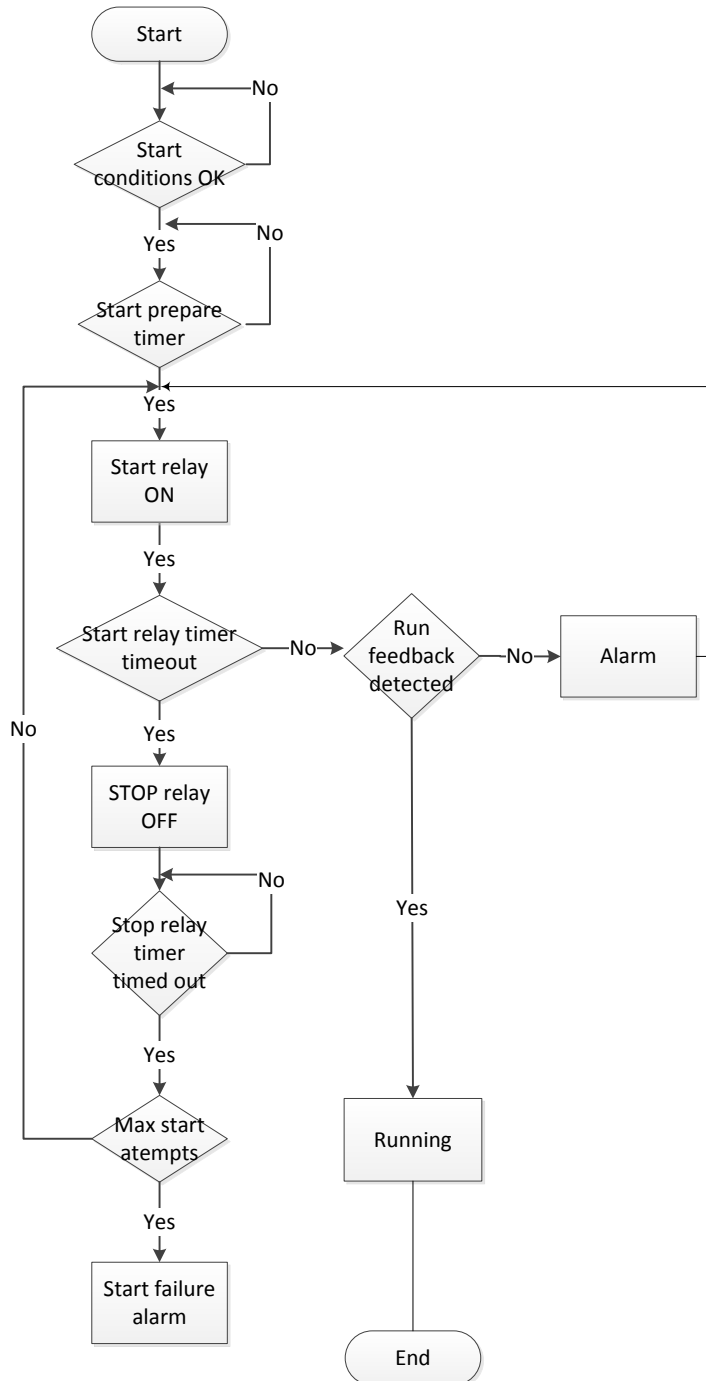 Start
No
Start
conditions OK
Yes
No
Start prepare
timer
Yes
Start relay
ON
Yes
Start relay timer
timeout
No
Run
feedback
detected
No
Alarm
No
Yes
STOP relay
OFF
No
Stop relay
timer
timed out
Yes
Yes
Max start
atempts
Running
Yes
Start failure
alarm
End